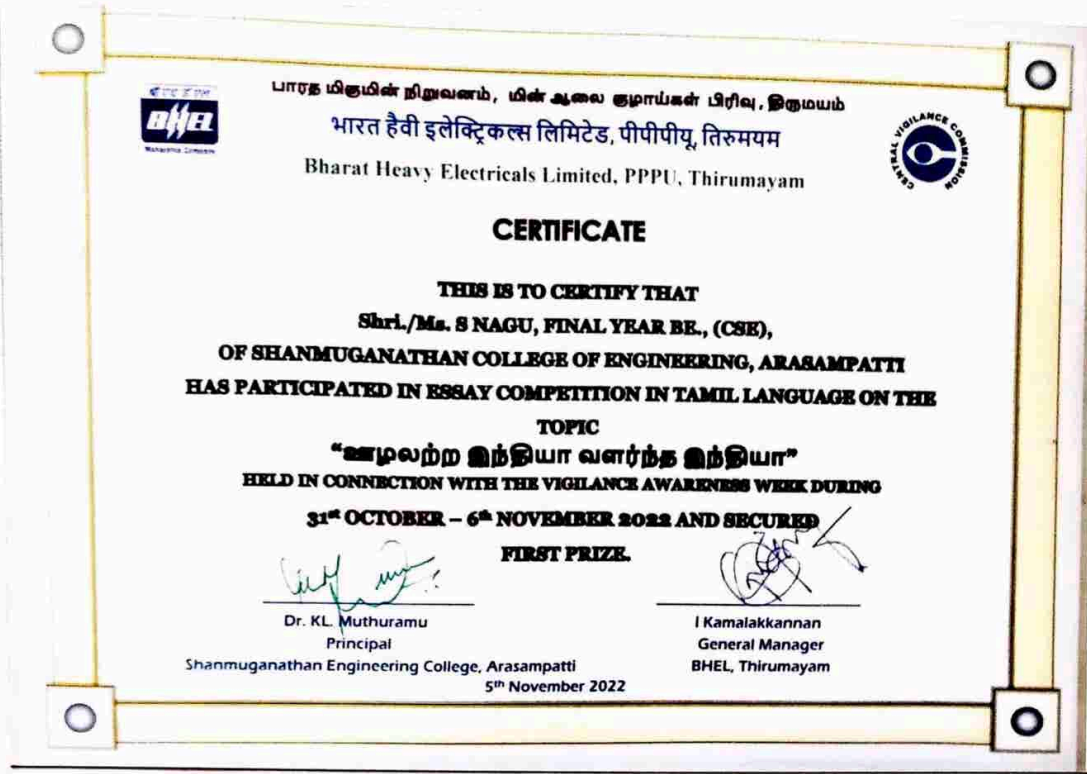 பாரத மிகுமின் நிறுவனம், மின் ஆலை குழாய்கள் பிரிவு, திருமயம்
BHEL
भारत हैवी इलेक्ट्रिकल्स लिमिटेड, पीपीपीयू, तिरुमयम
CENTRAL VIGILANCE COMMISSION
Bharat Heavy Electricals Limited, PPPU, Thirumayam
CERTIFICATE
THIS IS TO CERTIFY THAT
Shri./Ms. S NAGU, FINAL YEAR BE., (CSE),
OF SHANMUGANATHAN COLLEGE OF ENGINEERING, ARASAMPATTI
HAS PARTICIPATED IN ESSAY COMPETITION IN TAMIL LANGUAGE ON THE
TOPIC
“ஊழலற்ற இந்தியா வளர்ந்த இந்தியா”
HELD IN CONNECTION WITH THE VIGILANCE AWARENESS WEEK DURING
31st OCTOBER – 6th NOVEMBER 2022 AND SECURED
FIRST PRIZE.
Dr. KL. Muthuramu
Principal
Shanmuganathan Engineering College, Arasampatti
I Kamalakkannan
General Manager
BHEL, Thirumayam
5th November 2022